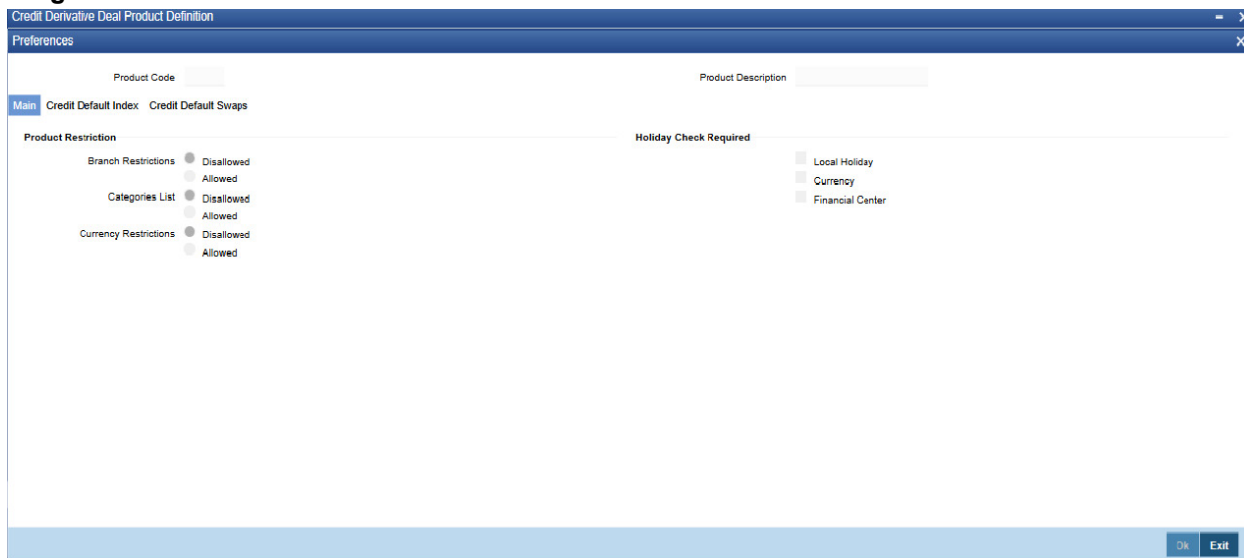 Credit Derivative Deal Product Definition
Preferences
Product Code
Product Description
Main Credit Default Index Credit Default Swaps
Product Restriction
Holiday Check Required
Branch Restrictions Disallowed
Allowed
Categories List Disallowed
Allowed
Currency Restrictions Disallowed
Allowed
Local Holiday
Currency
Financial Center
Ok Exit